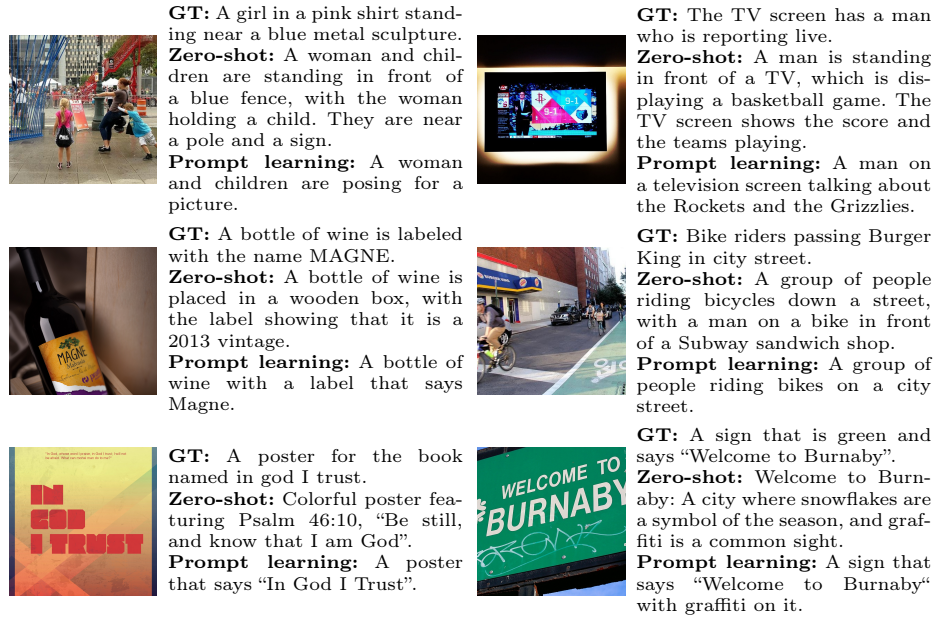 GT: A girl in a pink shirt stand-
ing near a blue metal sculpture.
Zero-shot: A woman and chil-
dren are standing in front of
a blue fence, with the woman
holding a child. They are near
a pole and a sign.
Prompt learning: A woman
and children are posing for a
picture.
GT: The TV screen has a man
who is reporting live.
Zero-shot: A man is standing
in front of a TV, which is dis-
playing a basketball game. The
TV screen shows the score and
the teams playing.
Prompt learning: A man on
a television screen talking about
the Rockets and the Grizzlies.
9-1
9-1
GT: A bottle of wine is labeled
with the name MAGNE.
Zero-shot: A bottle of wine is
placed in a wooden box, with
the label showing that it is a
2013 vintage.
Prompt learning: A bottle of
wine with a label that says
Magne.
MAGNE
GT: Bike riders passing Burger
King in city street.
Zero-shot: A group of people
riding bicycles down a street,
with a man on a bike in front
of a Subway sandwich shop.
Prompt learning: A group of
people riding bikes on a city
street.
IN
GOD
I TRUST
GT: A poster for the book
named in god I trust.
Zero-shot: Colorful poster fea-
turing Psalm 46:10, “Be still,
and know that I am God”.
Prompt learning: A poster
that says “In God I Trust”.
WELCOME TO
BURNABY
GT: A sign that is green and
says “Welcome to Burnaby”.
Zero-shot: Welcome to Burn-
aby: A city where snowflakes are
a symbol of the season, and graf-
fiti is a common sight.
Prompt learning: A sign that
says “Welcome to Burnaby“
with graffiti on it.